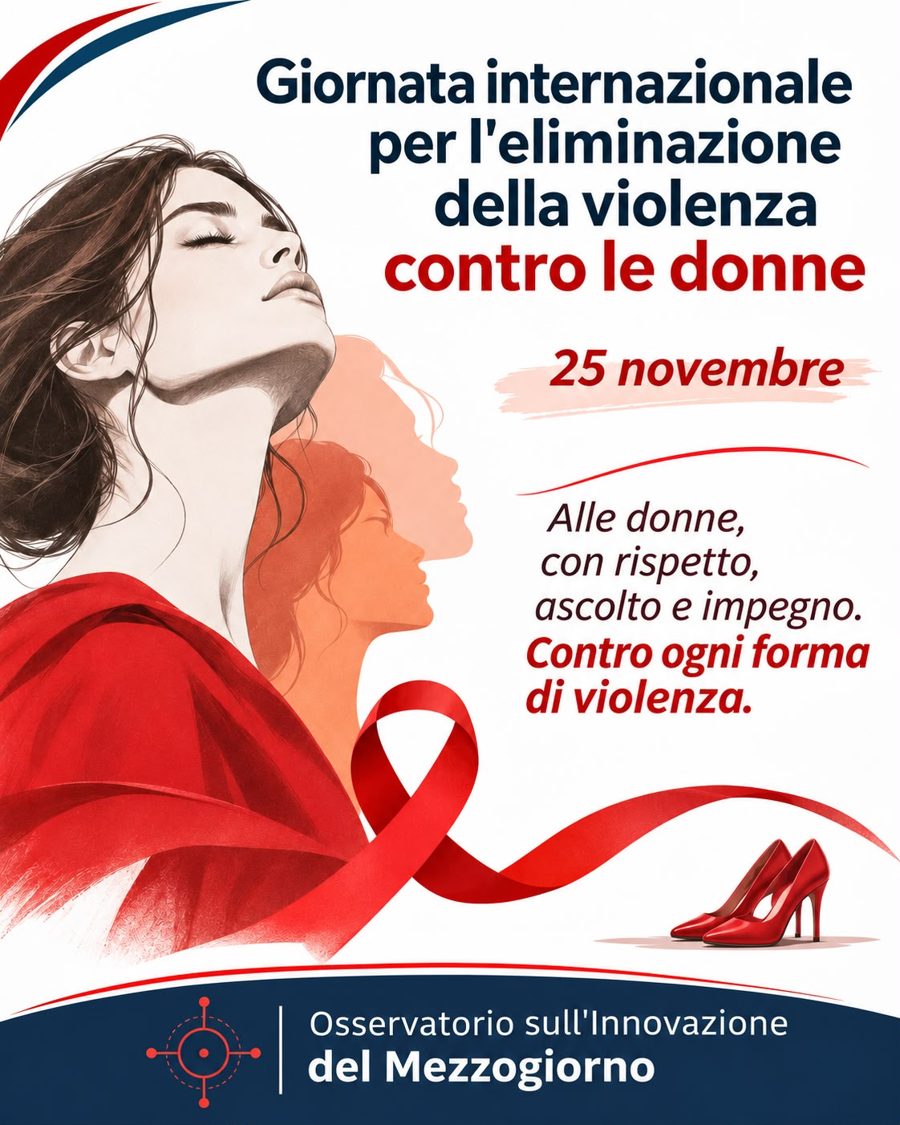 Giornata internazionale
per l'eliminazione
della violenza
contro le donne
25 novembre
Alle donne,
con rispetto,
ascolto e impegno.
Contro ogni forma
di violenza.
Osservatorio sull'Innovazione
del Mezzogiorno